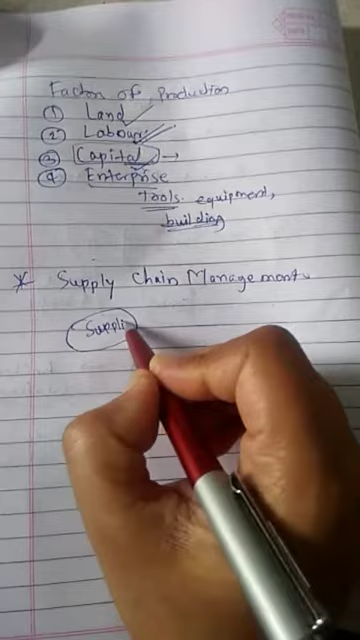 Factors of Production
① Land
② Labour
③ Capital →
④ Enterprise
Tools. equipment,
building
* Supply Chain Management
Suppli